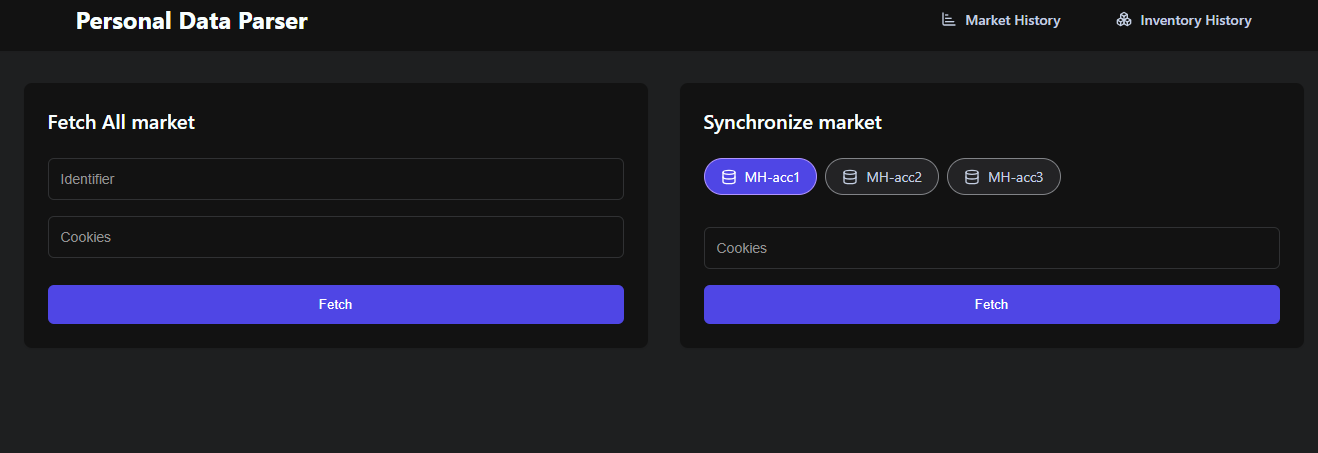 Personal Data Parser
Market History
Inventory History
Fetch All market
Identifier
Cookies
Fetch
Synchronize market
MH-acc1
MH-acc2
MH-acc3
Cookies
Fetch